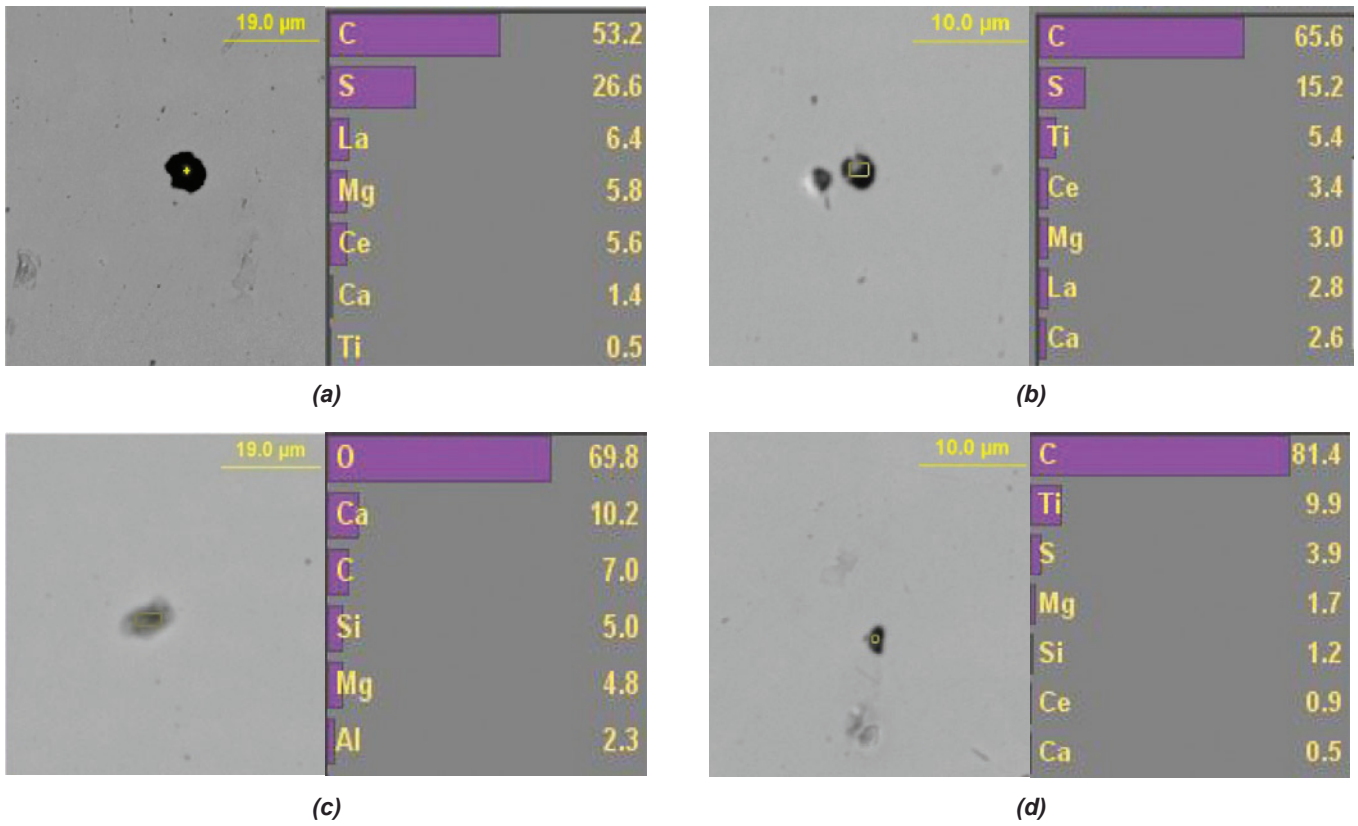 19.0 µm
C 53.2
S 26.6
La 6.4
Mg 5.8
Ce 5.6
Ca 1.4
Ti 0.5
(a)
10.0 µm
C 65.6
S 15.2
Ti 5.4
Ce 3.4
Mg 3.0
La 2.8
Ca 2.6
(b)
19.0 µm
O 69.8
Ca 10.2
C 7.0
Si 5.0
Mg 4.8
Al 2.3
(c)
10.0 µm
C 81.4
Ti 9.9
S 3.9
Mg 1.7
Si 1.2
Ce 0.9
Ca 0.5
(d)